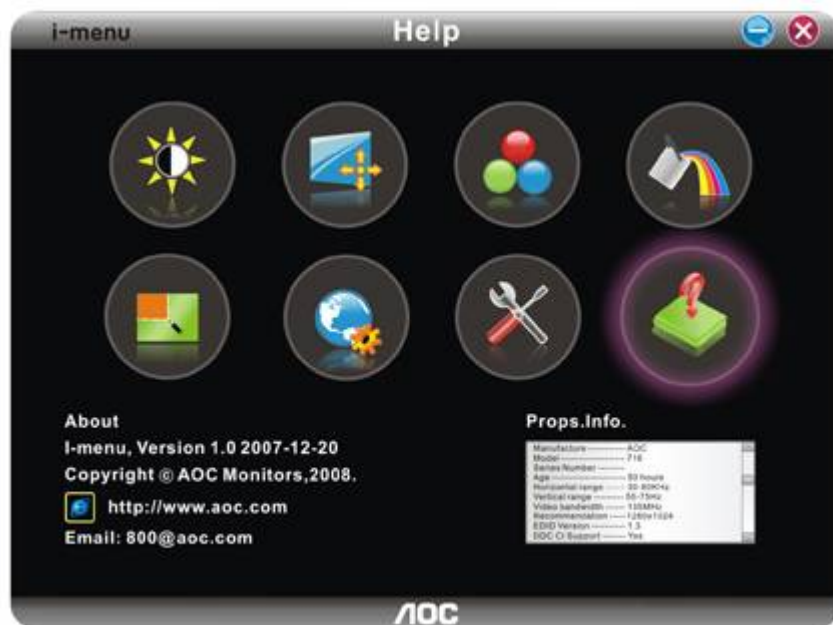 i-menu
Help
About
I-menu, Version 1.0 2007-12-20
Copyright © AOC Monitors,2008.
http://www.aoc.com
Email: 800@aoc.com
Props.Info.
Manufacture ---------- AOC
Model ---------------- 716
Series Number -------
Age ------------------- 50 hours
Horizontal range ---- 30-80KHz
Vertical range -------- 55-75Hz
Video bandwidth ---- 135MHz
Recommendation ---- 1280x1024
EDID Version --------- 1.3
DDC CI Support ------ Yes
AOC